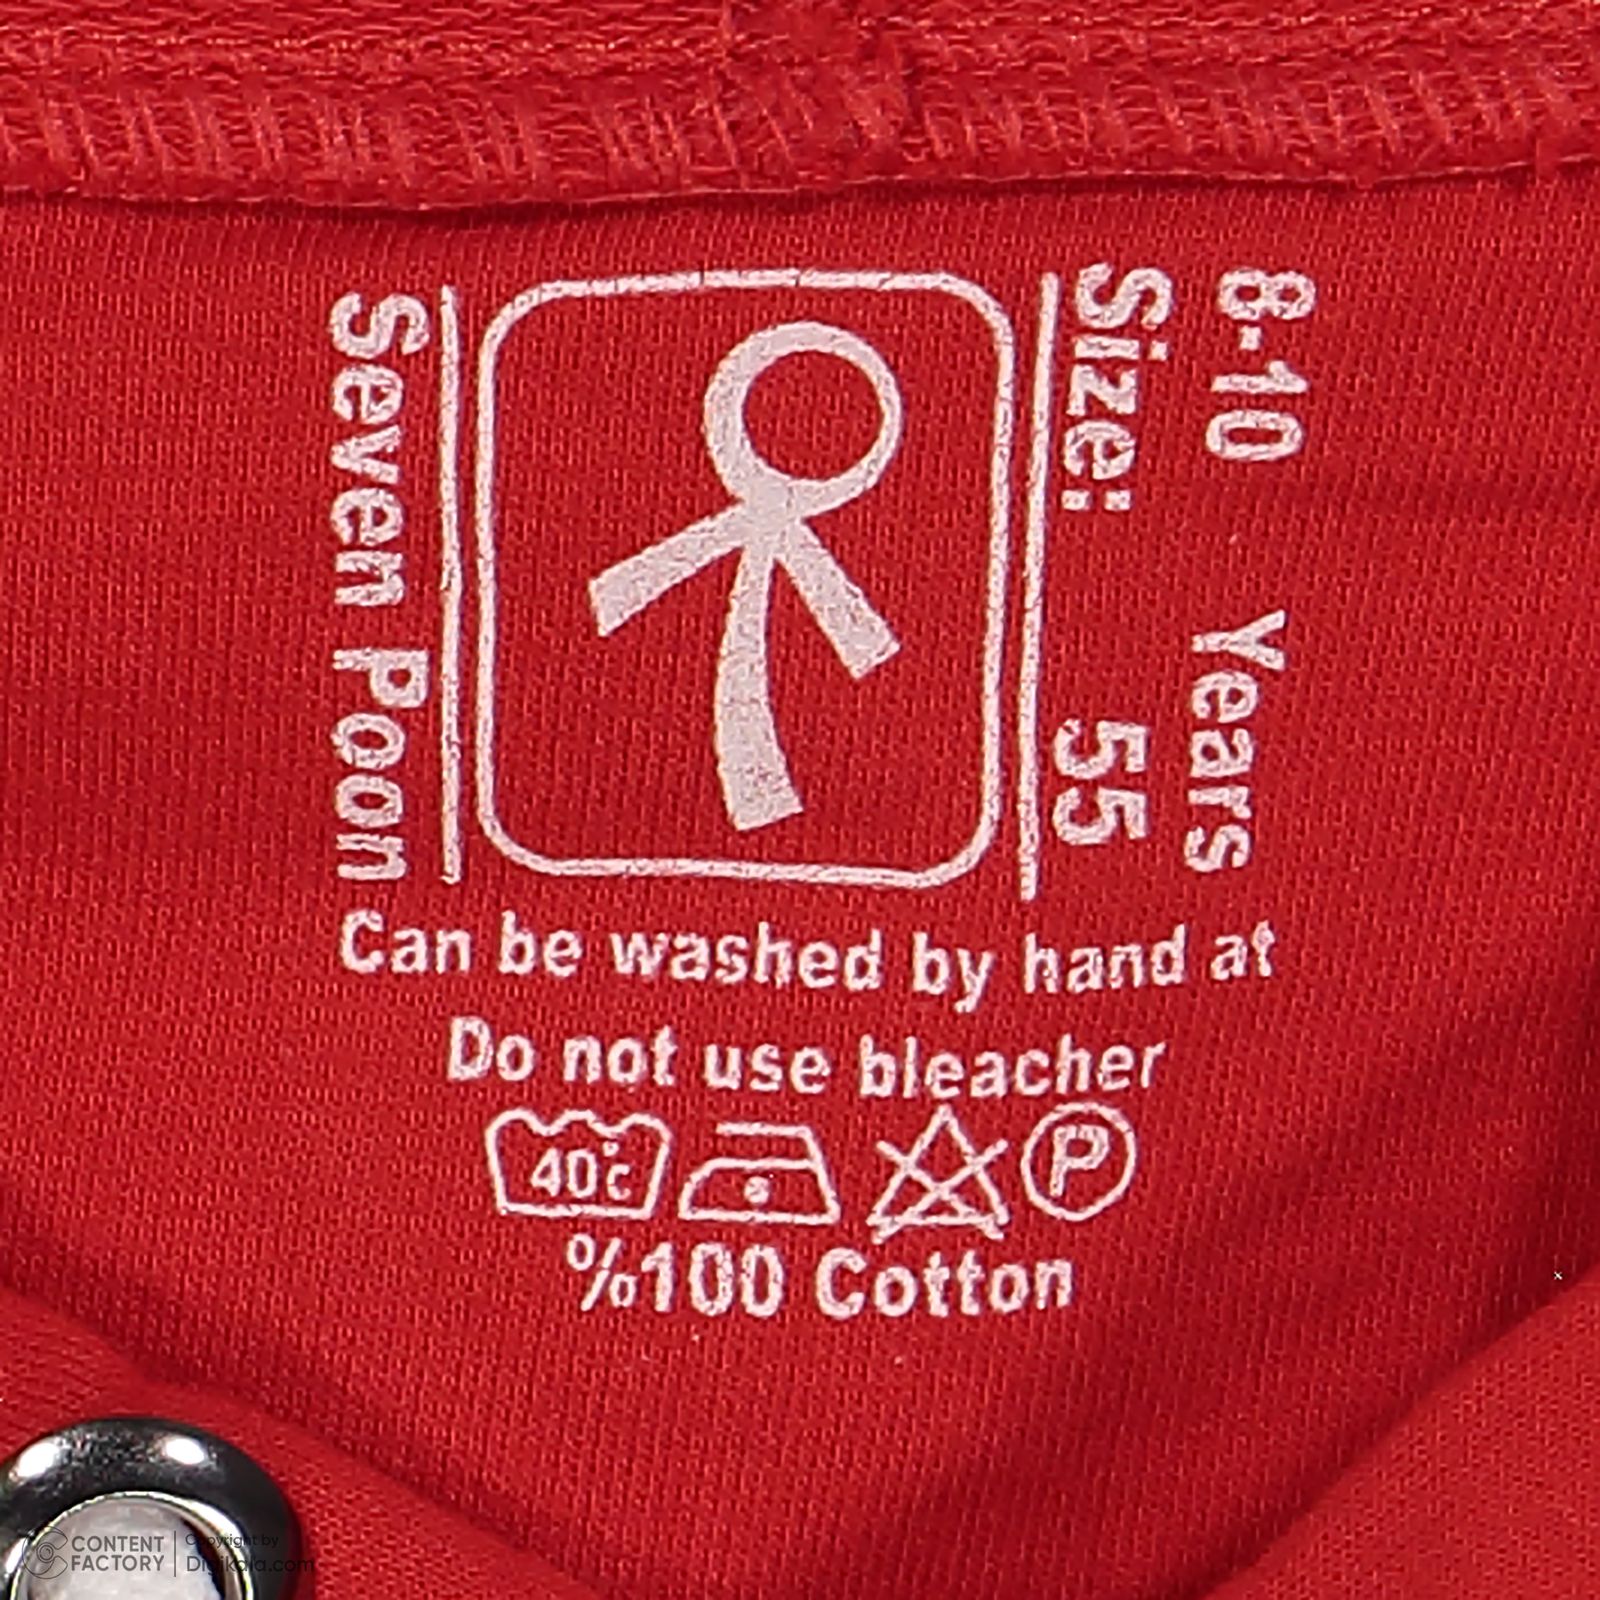 Seven Poon
Size: 55
8-10 Years
Can be washed by hand at
Do not use bleacher
40°c
P
%100 Cotton
CONTENT FACTORY
Copyright by
Digikala.com